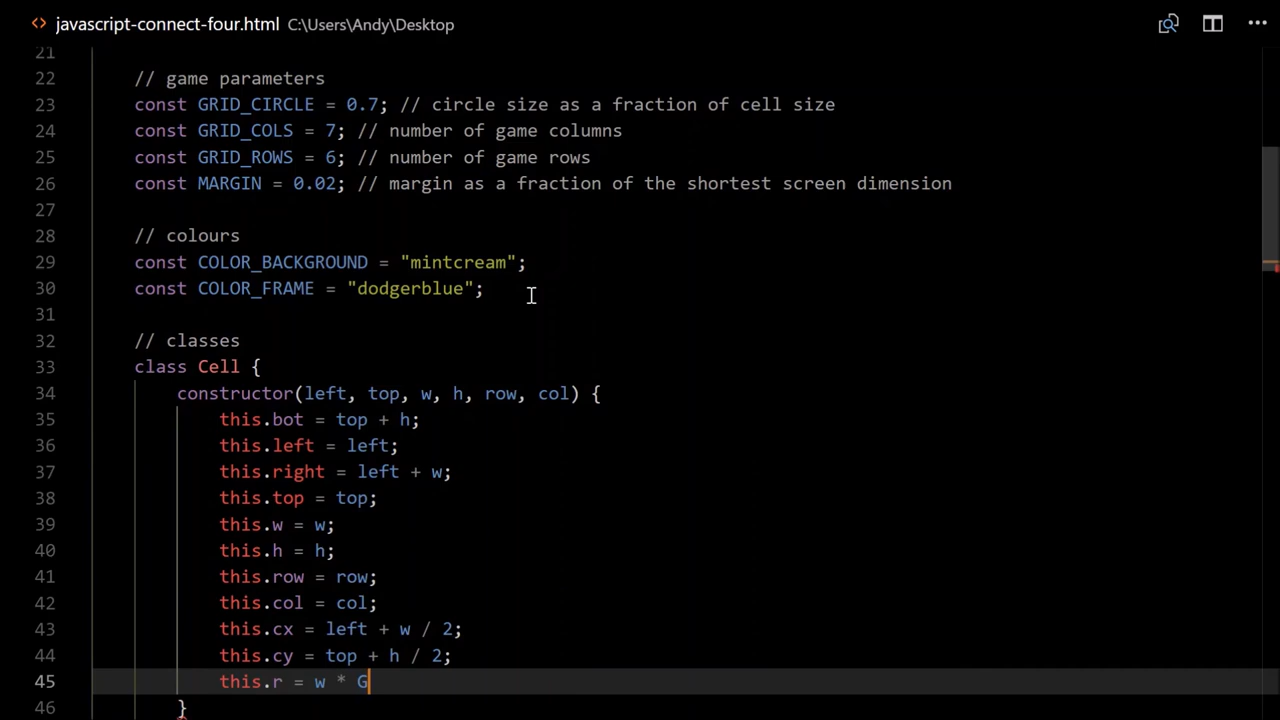 javascript-connect-four.html C:\Users\Andy\Desktop
21
22 // game parameters
23 const GRID_CIRCLE = 0.7; // circle size as a fraction of cell size
24 const GRID_COLS = 7; // number of game columns
25 const GRID_ROWS = 6; // number of game rows
26 const MARGIN = 0.02; // margin as a fraction of the shortest screen dimension
27
28 // colours
29 const COLOR_BACKGROUND = "mintcream";
30 const COLOR_FRAME = "dodgerblue";
31
32 // classes
33 class Cell {
34 constructor(left, top, w, h, row, col) {
35 this.bot = top + h;
36 this.left = left;
37 this.right = left + w;
38 this.top = top;
39 this.w = w;
40 this.h = h;
41 this.row = row;
42 this.col = col;
43 this.cx = left + w / 2;
44 this.cy = top + h / 2;
45 this.r = w * G
46 }